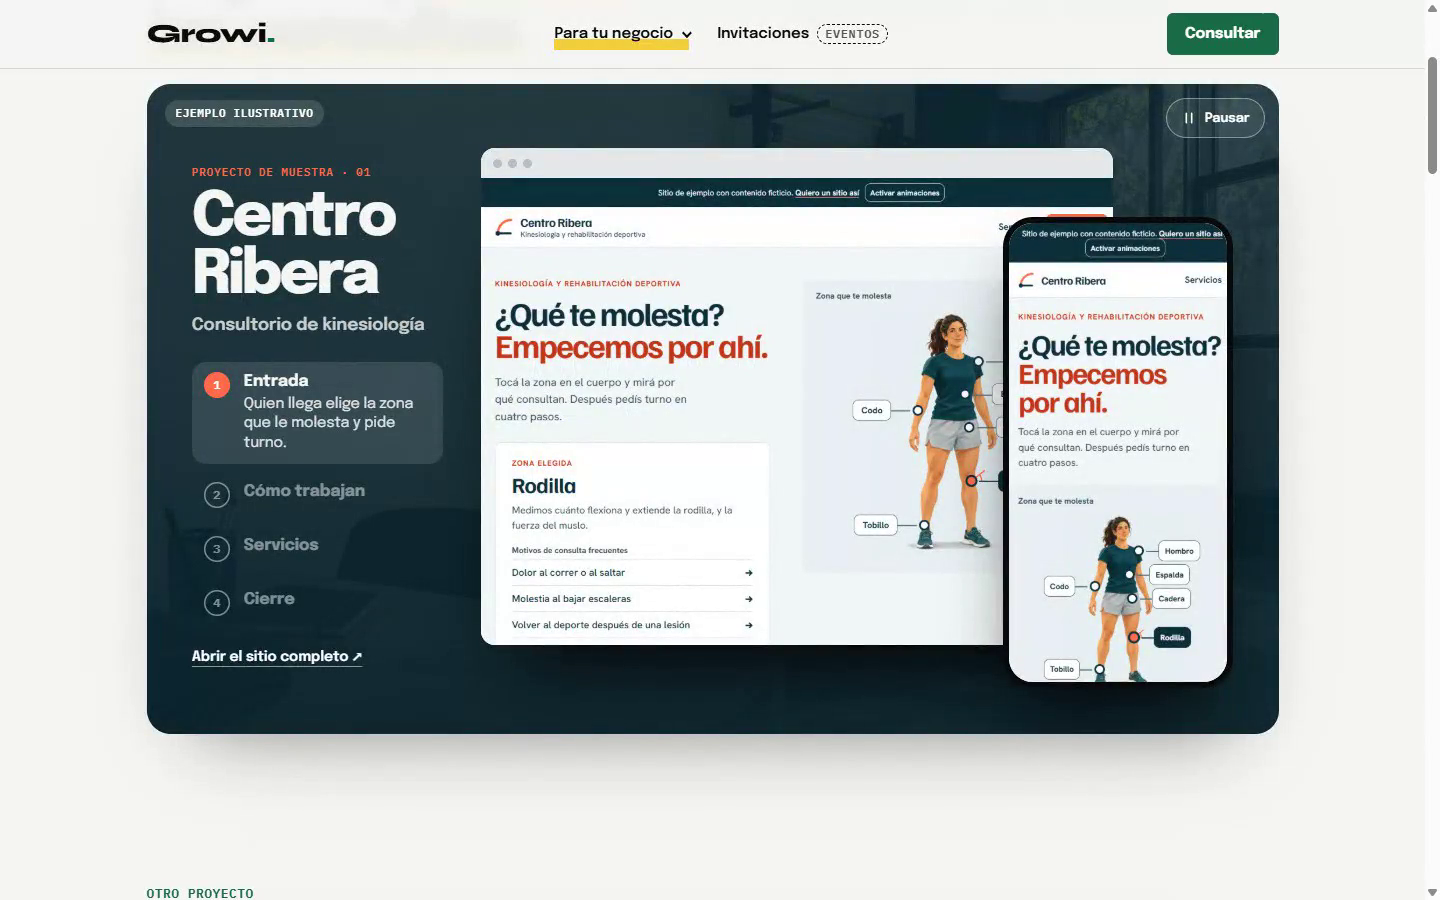 Growi.
Para tu negocio
Invitaciones
EVENTOS
Consultar
EJEMPLO ILUSTRATIVO
Pausar
PROYECTO DE MUESTRA · 01
Centro
Ribera
Consultorio de kinesiología
1
Entrada
Quien llega elige la zona
que le molesta y pide
turno.
2
Cómo trabajan
3
Servicios
4
Cierre
Abrir el sitio completo ↗
Sitio de ejemplo con contenido ficticio. Quiero un sitio así
Activar animaciones
Centro Ribera
Kinesiología y rehabilitación deportiva
KINESIOLOGÍA Y REHABILITACIÓN DEPORTIVA
¿Qué te molesta?
Empecemos por ahí.
Tocá la zona en el cuerpo y mirá por
qué consultan. Después pedís turno en
cuatro pasos.
ZONA ELEGIDA
Rodilla
Medimos cuánto flexiona y extiende la rodilla, y la
fuerza del muslo.
Motivos de consulta frecuentes
Dolor al correr o al saltar →
Molestia al bajar escaleras →
Volver al deporte después de una lesión →
Zona que te molesta
Codo
Tobillo
Sitio de ejemplo con contenido ficticio. Quiero un sitio así
Activar animaciones
Centro Ribera
Servicios
KINESIOLOGÍA Y REHABILITACIÓN DEPORTIVA
¿Qué te molesta?
Empecemos
por ahí.
Tocá la zona en el cuerpo y mirá por
qué consultan. Después pedís turno en
cuatro pasos.
Zona que te molesta
Hombro
Espalda
Codo
Cadera
Rodilla
Tobillo
OTRO PROYECTO